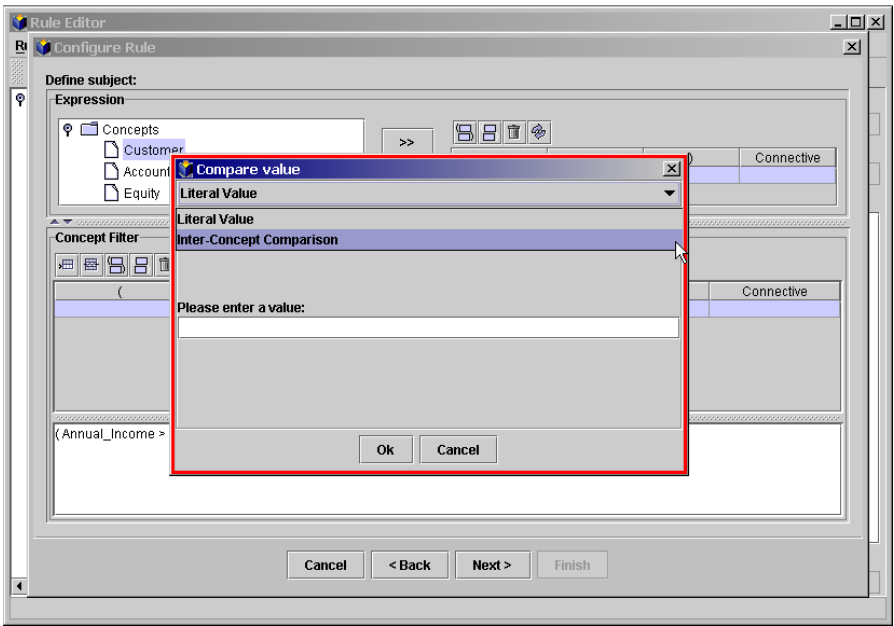 Rule Editor
Configure Rule
Define subject:
Expression
Concepts
Customer
Account
Equity
>>
)
Connective
Compare value
Literal Value
Literal Value
Inter-Concept Comparison
Please enter a value:
Ok
Cancel
Concept Filter
(
Connective
( Annual_Income >
Cancel
< Back
Next >
Finish